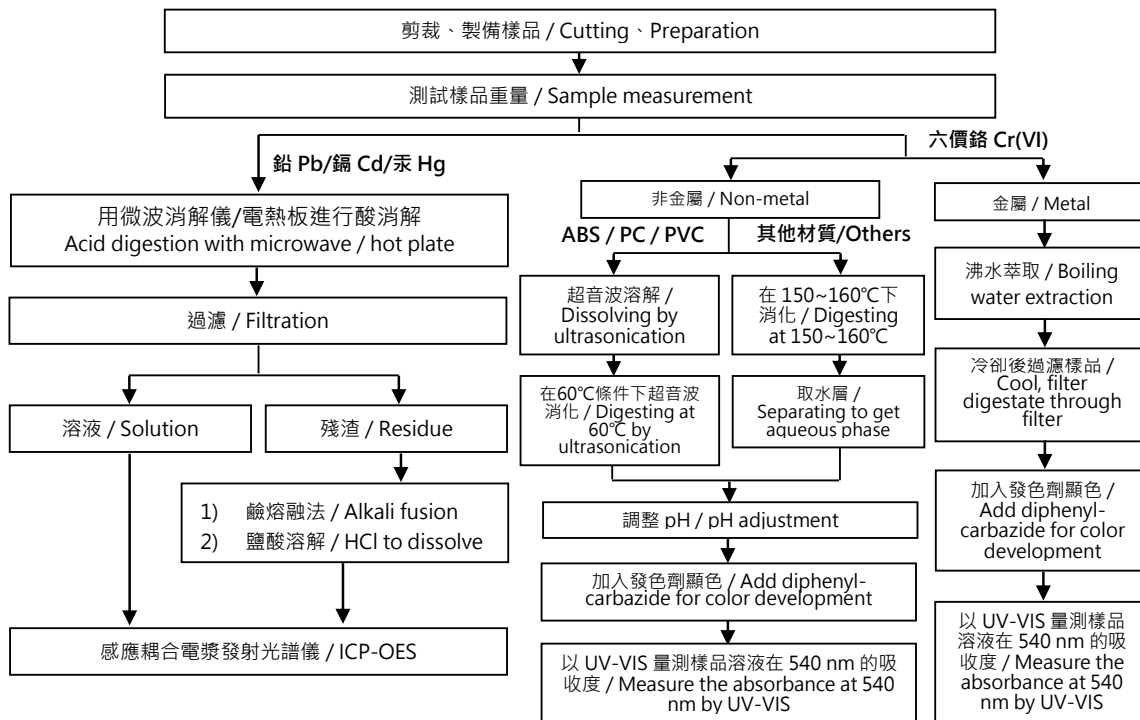 剪裁、製備樣品 / Cutting、Preparation
測試樣品重量 / Sample measurement
鉛 Pb/鎘 Cd/汞 Hg
六價鉻 Cr(VI)
用微波消解儀/電熱板進行酸消解
Acid digestion with microwave / hot plate
過濾 / Filtration
溶液 / Solution
殘渣 / Residue
1) 鹼熔融法 / Alkali fusion
2) 鹽酸溶解 / HCl to dissolve
感應耦合電漿發射光譜儀 / ICP-OES
非金屬 / Non-metal
ABS / PC / PVC
其他材質/Others
超音波溶解 /
Dissolving by
ultrasonication
在60℃條件下超音波
消化 / Digesting at
60℃ by
ultrasonication
在 150~160℃下
消化 / Digesting
at 150~160℃
取水層 /
Separating to get
aqueous phase
調整 pH / pH adjustment
加入發色劑顯色 / Add diphenyl-
carbazide for color development
以 UV-VIS 量測樣品溶液在 540 nm 的吸
收度 / Measure the absorbance at 540
nm by UV-VIS
金屬 / Metal
沸水萃取 / Boiling
water extraction
冷卻後過濾樣品 /
Cool, filter
digestate through
filter
加入發色劑顯色 /
Add diphenyl-
carbazide for color
development
以 UV-VIS 量測樣品
溶液在 540 nm 的吸
收度 / Measure the
absorbance at 540
nm by UV-VIS